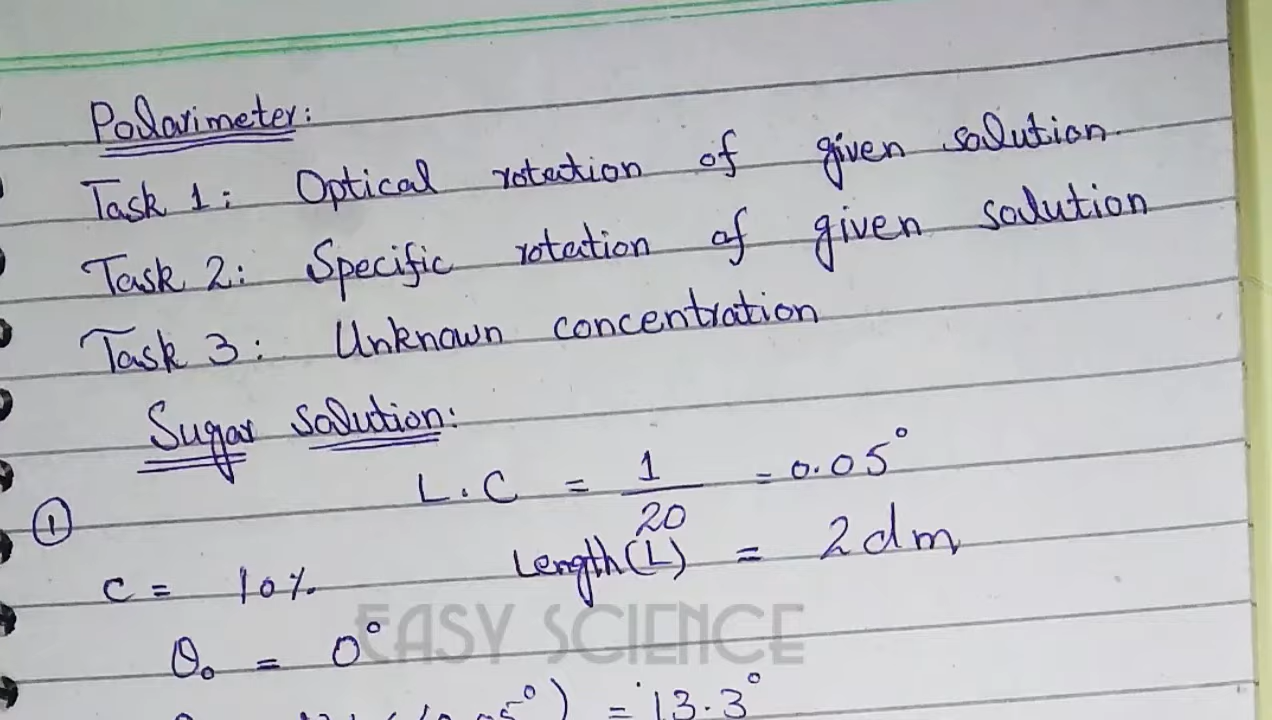 Polarimeter:
Task 1: Optical rotation of given solution.
Task 2: Specific rotation of given solution
Task 3: Unknown concentration
Sugar solution:
① L.C = 1/20 = 0.05°
C = 10% Length(L) = 2dm
θ₀ = 0°
EASY SCIENCE
) = 13.3°